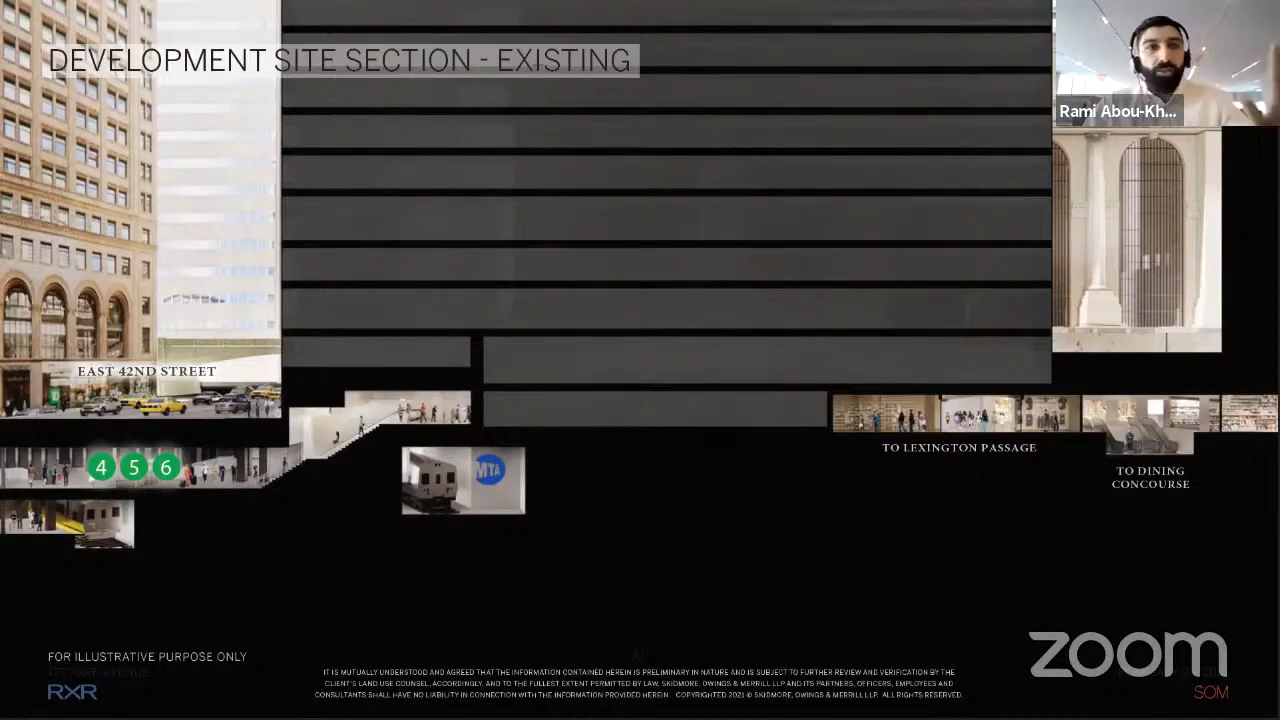 DEVELOPMENT SITE SECTION - EXISTING
Rami Abou-Kh...
EAST 42ND STREET
4 5 6
MTA
TO LEXINGTON PASSAGE
TO DINING
CONCOURSE
FOR ILLUSTRATIVE PURPOSE ONLY
RXR
IT IS MUTUALLY UNDERSTOOD AND AGREED THAT THE INFORMATION CONTAINED HEREIN IS PRELIMINARY IN NATURE AND IS SUBJECT TO FURTHER REVIEW AND VERIFICATION BY THE
CLIENT'S LAND USE COUNSEL, ACCORDINGLY, AND TO THE FULLEST EXTENT PERMITTED BY LAW, SKIDMORE, OWINGS & MERRILL LLP AND ITS PARTNERS, OFFICERS, EMPLOYEES AND
CONSULTANTS SHALL HAVE NO LIABILITY IN CONNECTION WITH THE INFORMATION PROVIDED HEREIN. COPYRIGHTED 2021 © SKIDMORE, OWINGS & MERRILL LLP. ALL RIGHTS RESERVED.
zoom
SOM